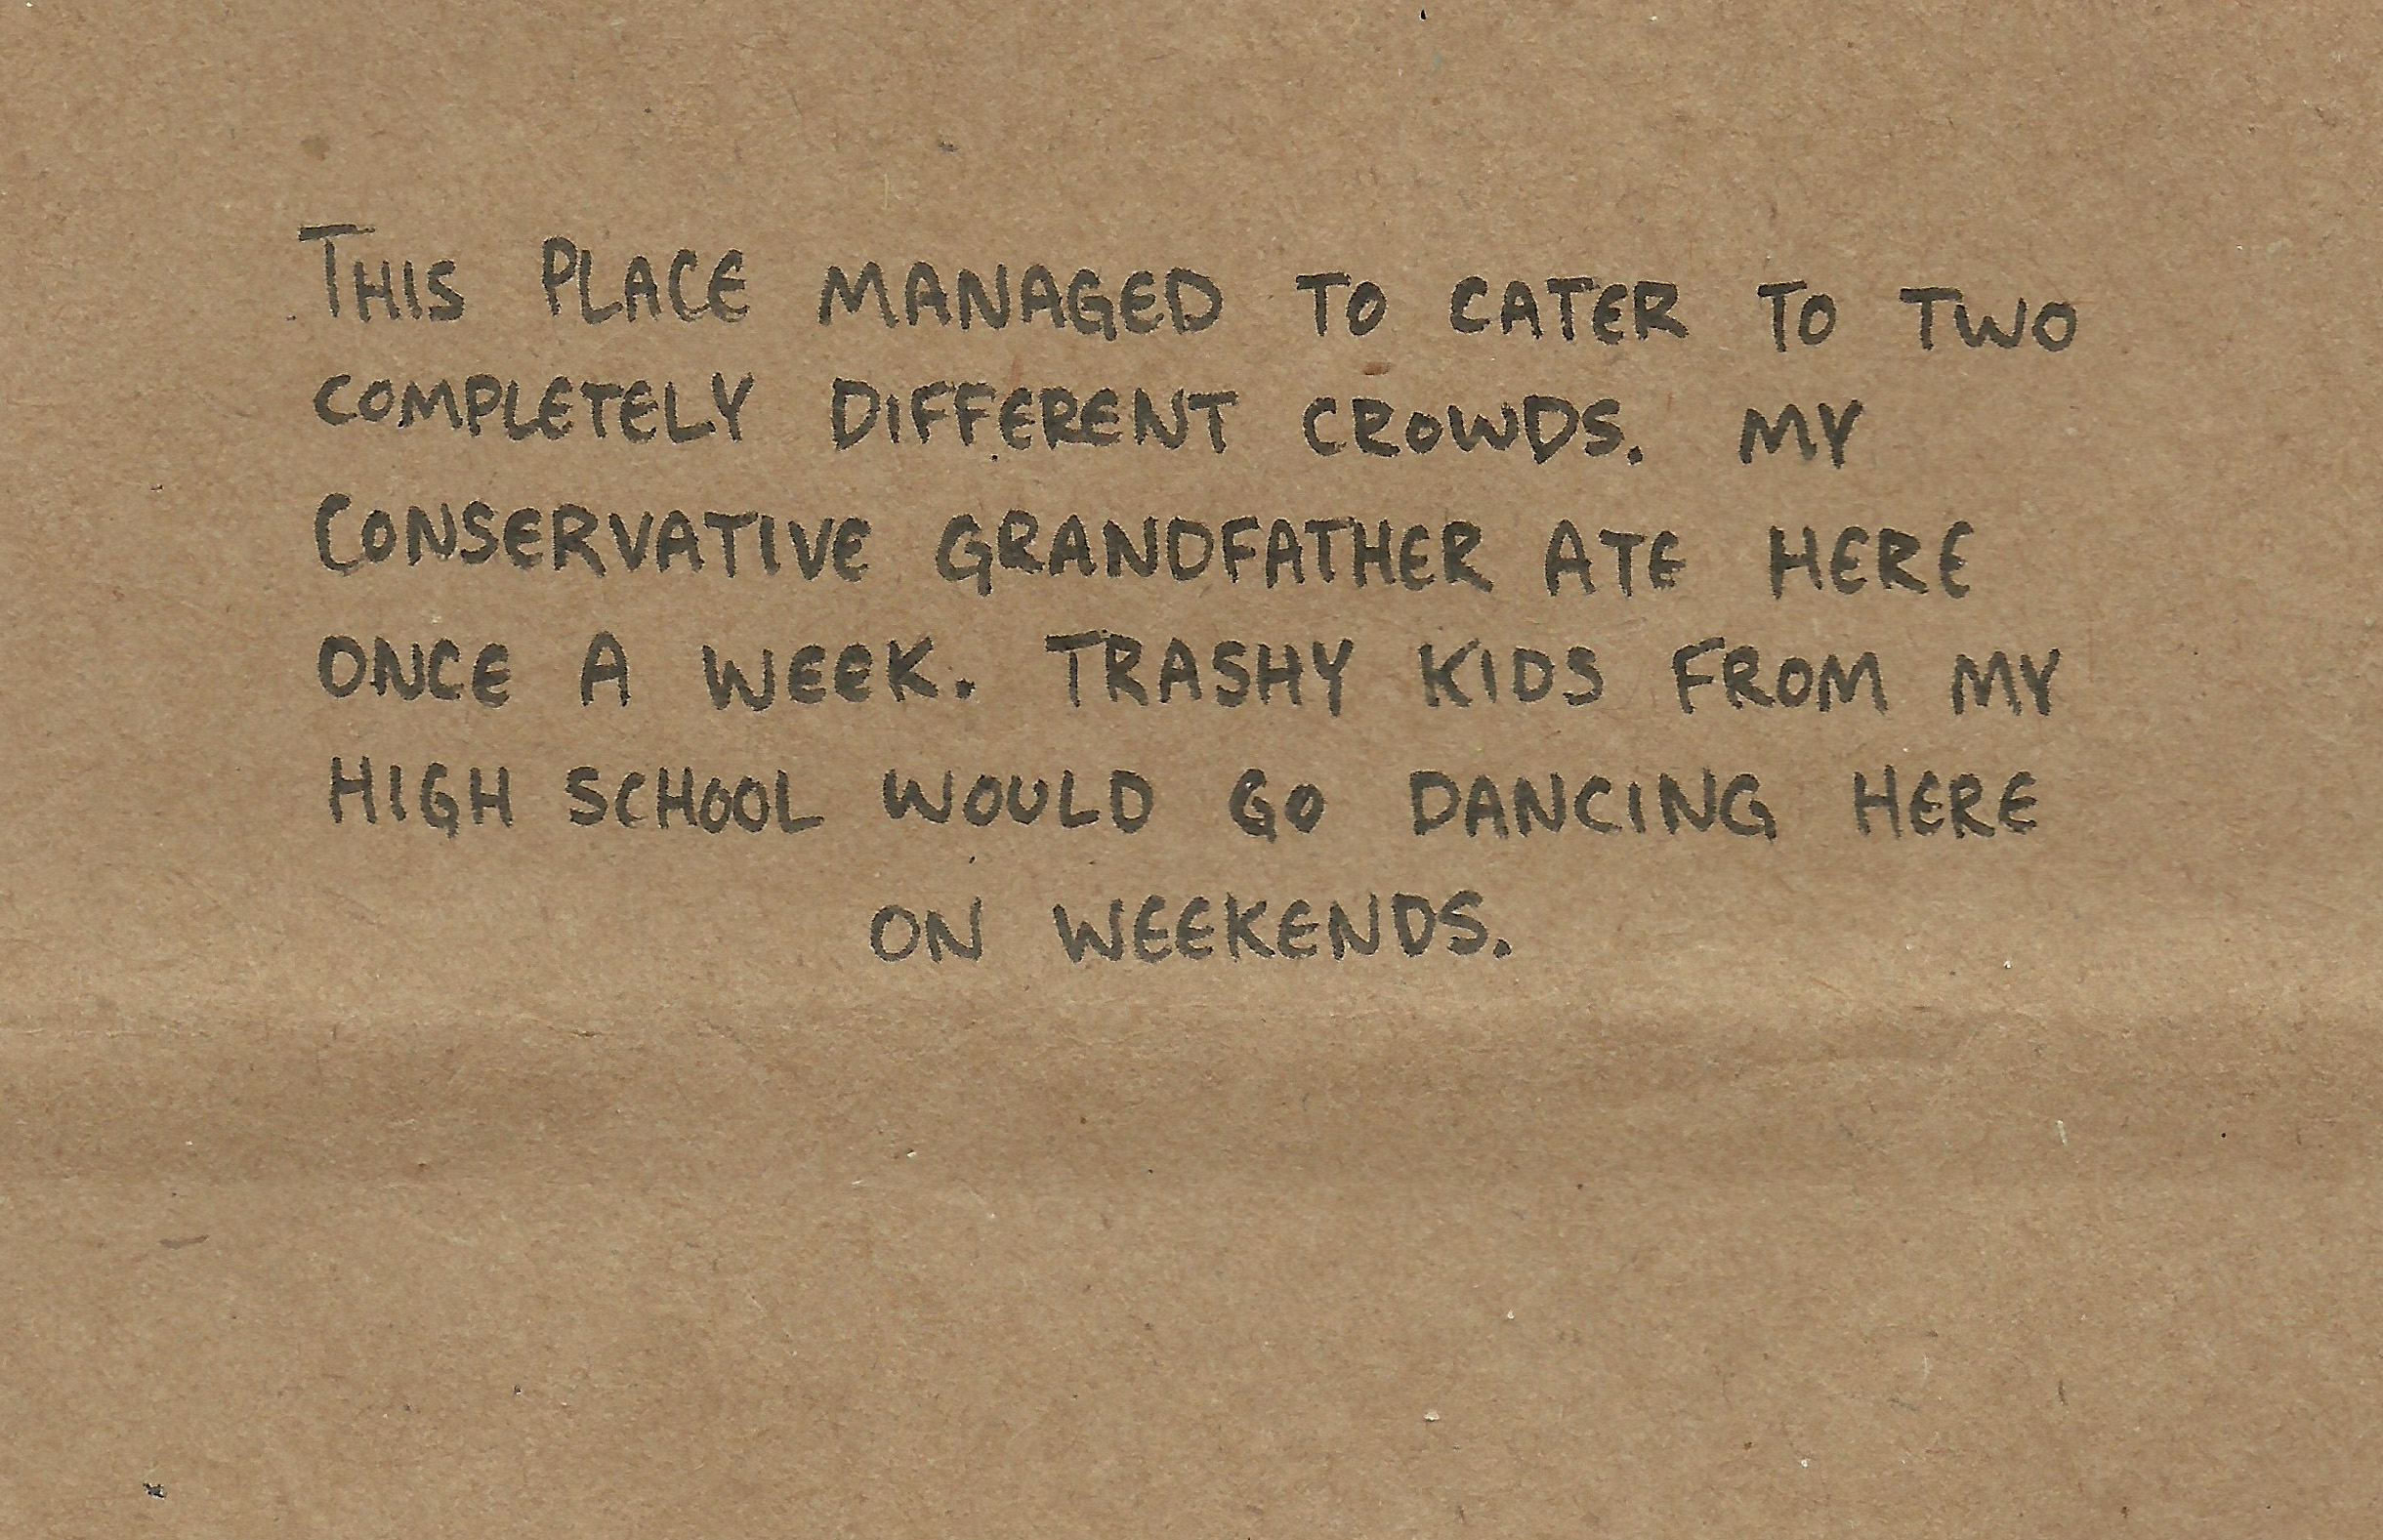 THIS PLACE MANAGED TO CATER TO TWO
COMPLETELY DIFFERENT CROWDS. MY
CONSERVATIVE GRANDFATHER ATE HERE
ONCE A WEEK. TRASHY KIDS FROM MY
HIGH SCHOOL WOULD GO DANCING HERE
ON WEEKENDS.